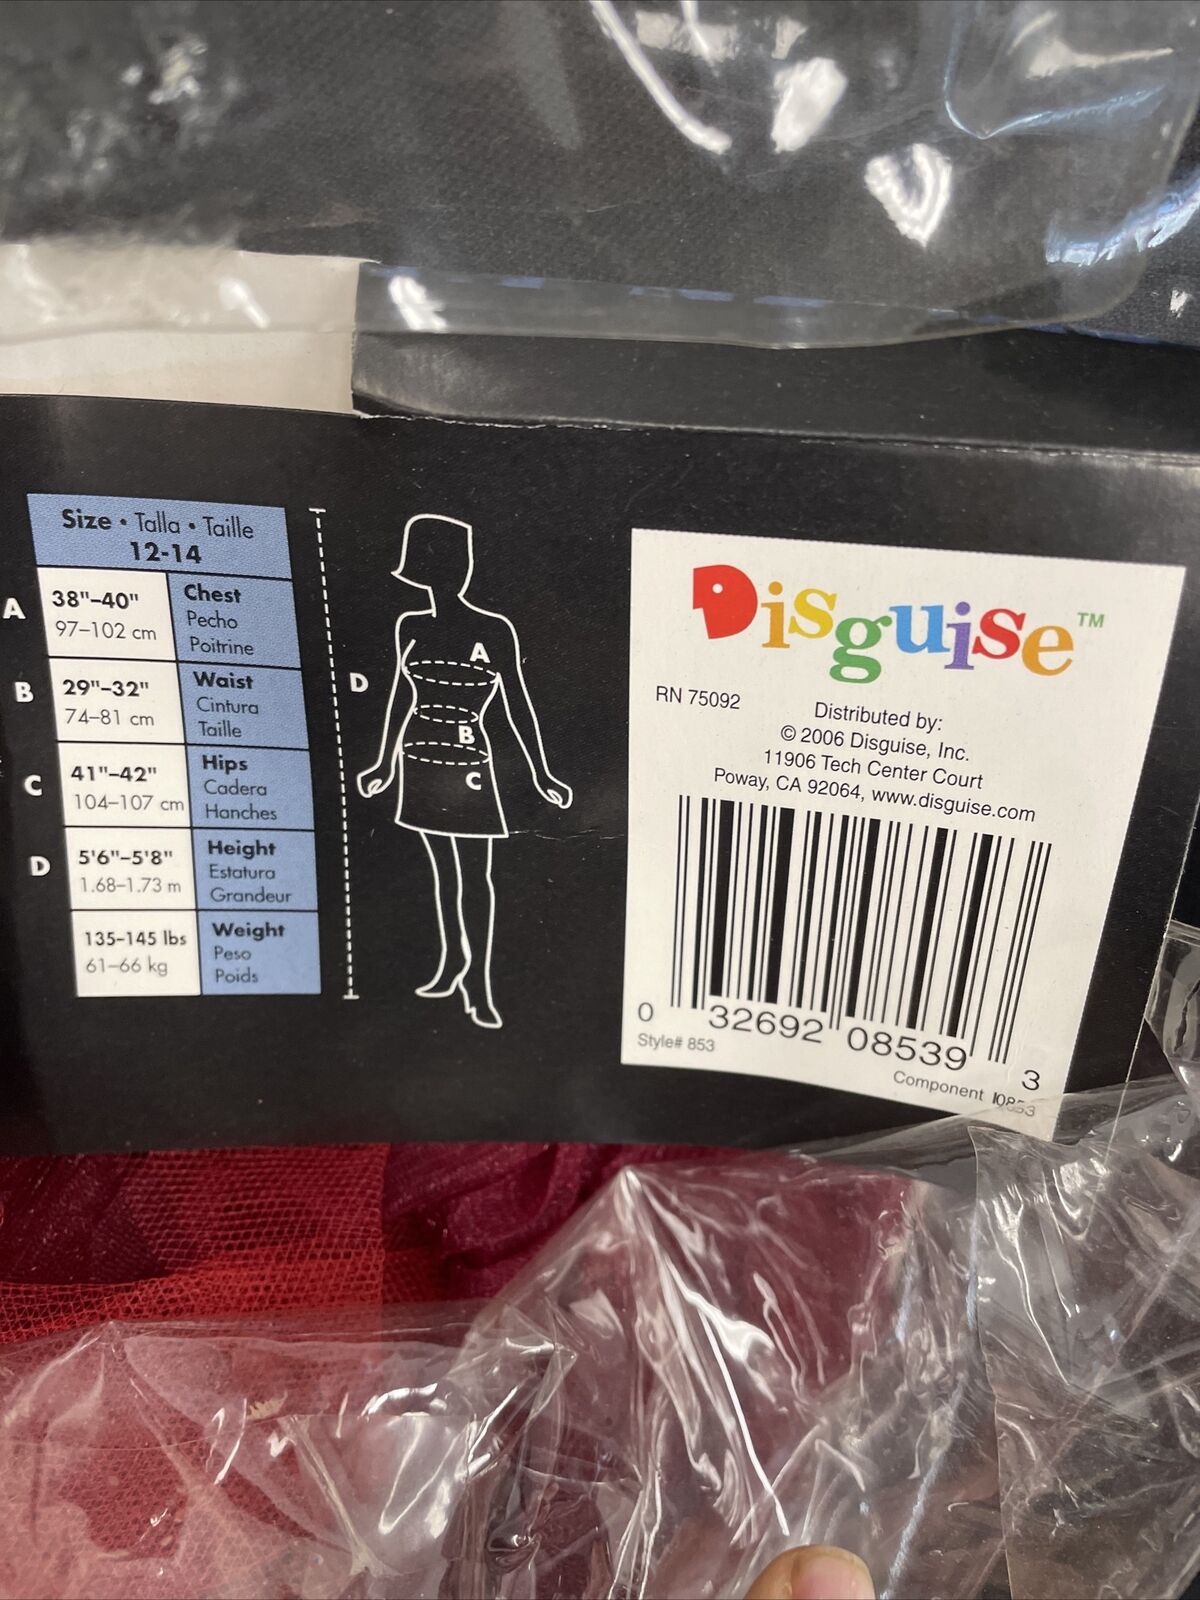 Size • Talla • Taille
12-14
A
38"–40"
97–102 cm
Chest
Pecho
Poitrine
B
29"–32"
74–81 cm
Waist
Cintura
Taille
C
41"–42"
104–107 cm
Hips
Cadera
Hanches
D
5'6"–5'8"
1.68–1.73 m
Height
Estatura
Grandeur
135–145 lbs
61–66 kg
Weight
Peso
Poids
D
A
B
C
Disguise™
RN 75092
Distributed by:
© 2006 Disguise, Inc.
11906 Tech Center Court
Poway, CA 92064, www.disguise.com
0 32692 08539 3
Style# 853
Component I0853